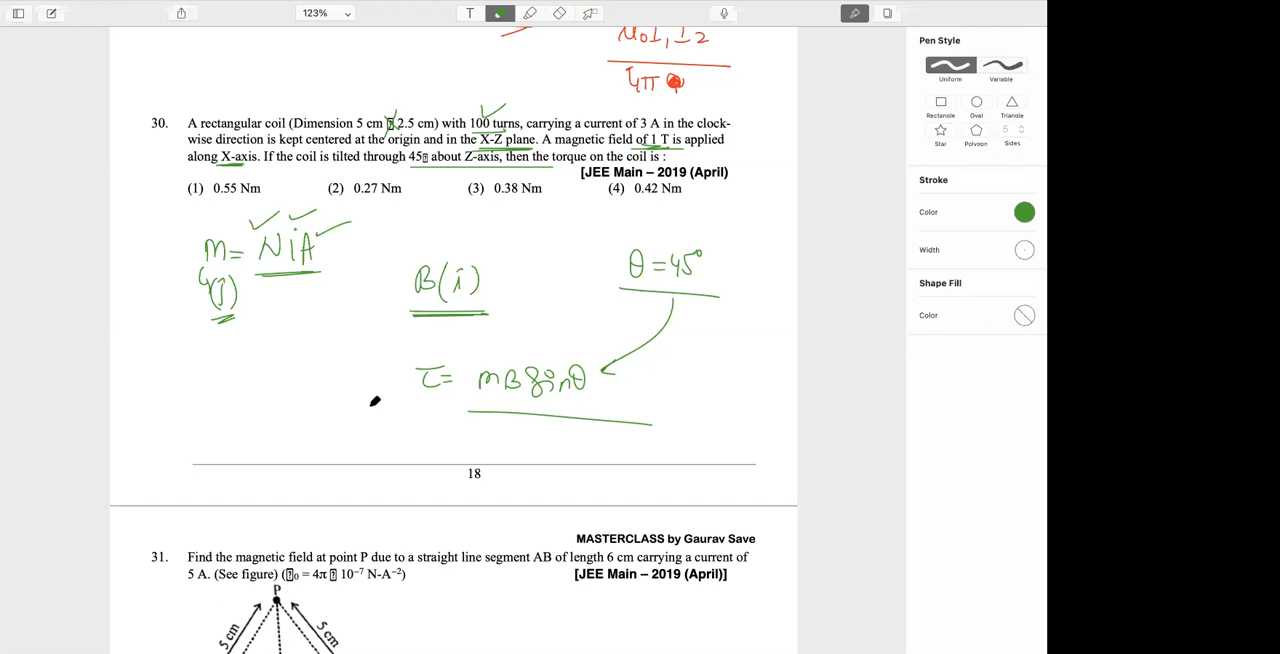 123%
T
μ0 I1 I2
4π
Pen Style
Uniform
Variable
Rectangle
Oval
Triangle
5
Star
Polygon
Sides
Stroke
Color
Width
Shape Fill
Color
30. A rectangular coil (Dimension 5 cm 2.5 cm) with 100 turns, carrying a current of 3 A in the clock-
wise direction is kept centered at the origin and in the X-Z plane. A magnetic field of 1 T is applied
along X-axis. If the coil is tilted through 45 about Z-axis, then the torque on the coil is :
[JEE Main – 2019 (April)
(1) 0.55 Nm (2) 0.27 Nm (3) 0.38 Nm (4) 0.42 Nm
m = NiA
(ĵ)
B(î)
θ = 45°
τ = mB sinθ
18
MASTERCLASS by Gaurav Save
31. Find the magnetic field at point P due to a straight line segment AB of length 6 cm carrying a current of
5 A. (See figure) (0 = 4π 10⁻⁷ N-A⁻²) [JEE Main – 2019 (April)]
P
5 cm
5 cm